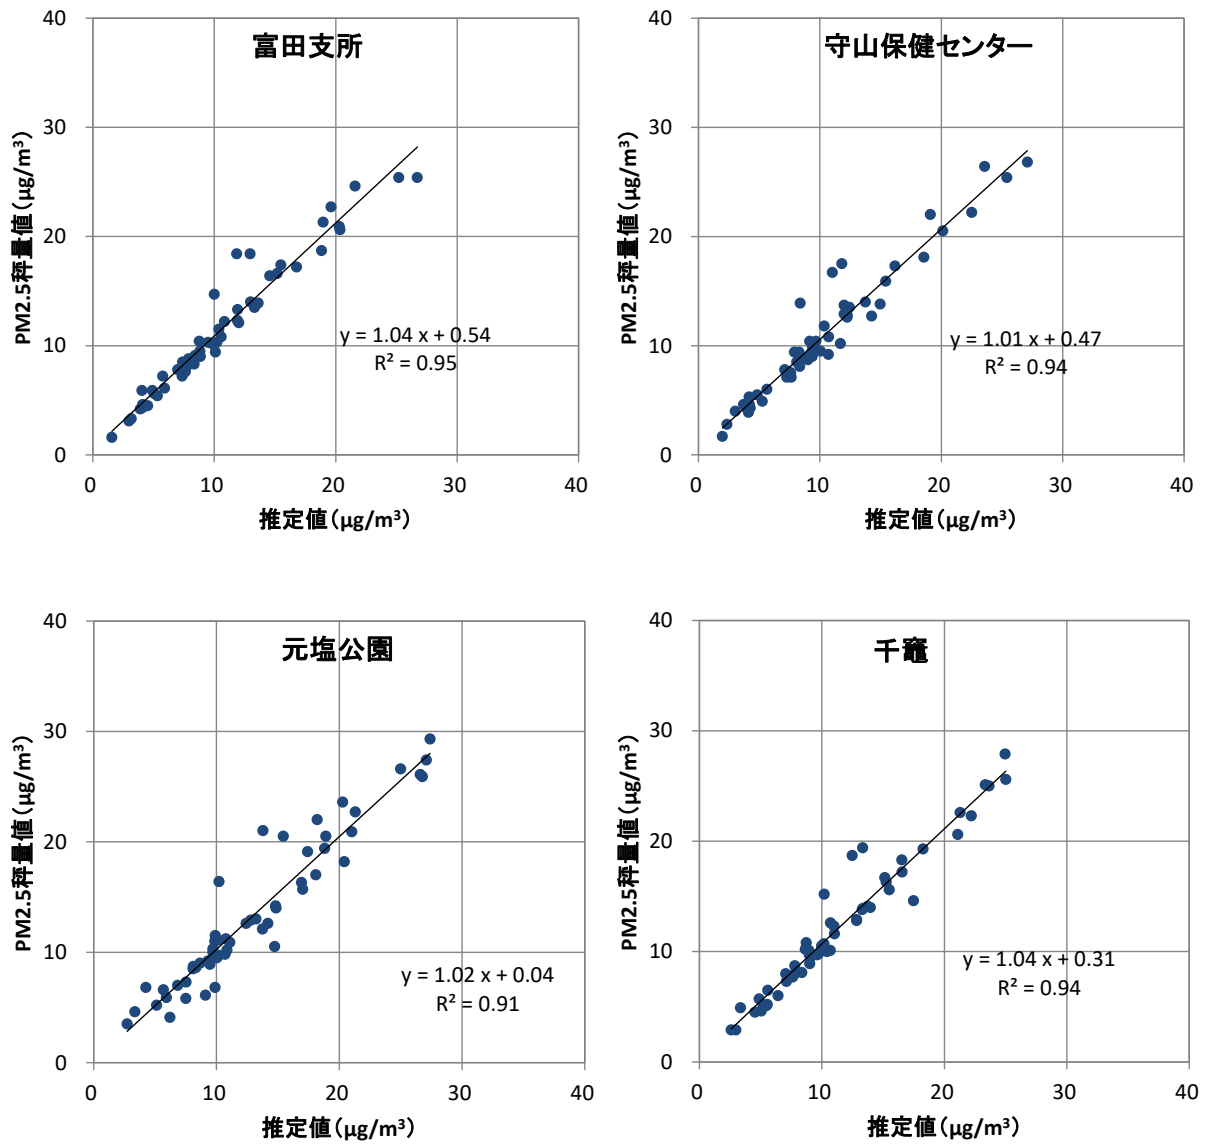 富田支所
PM2.5秤量値(μg/m³)
40
30
20
10
0
y = 1.04 x + 0.54
R² = 0.95
0 10 20 30 40
推定値(μg/m³)
守山保健センター
PM2.5秤量値(μg/m³)
40
30
20
10
0
y = 1.01 x + 0.47
R² = 0.94
0 10 20 30 40
推定値(μg/m³)
元塩公園
PM2.5秤量値(μg/m³)
40
30
20
10
0
y = 1.02 x + 0.04
R² = 0.91
0 10 20 30 40
推定値(μg/m³)
千竈
PM2.5秤量値(μg/m³)
40
30
20
10
0
y = 1.04 x + 0.31
R² = 0.94
0 10 20 30 40
推定値(μg/m³)